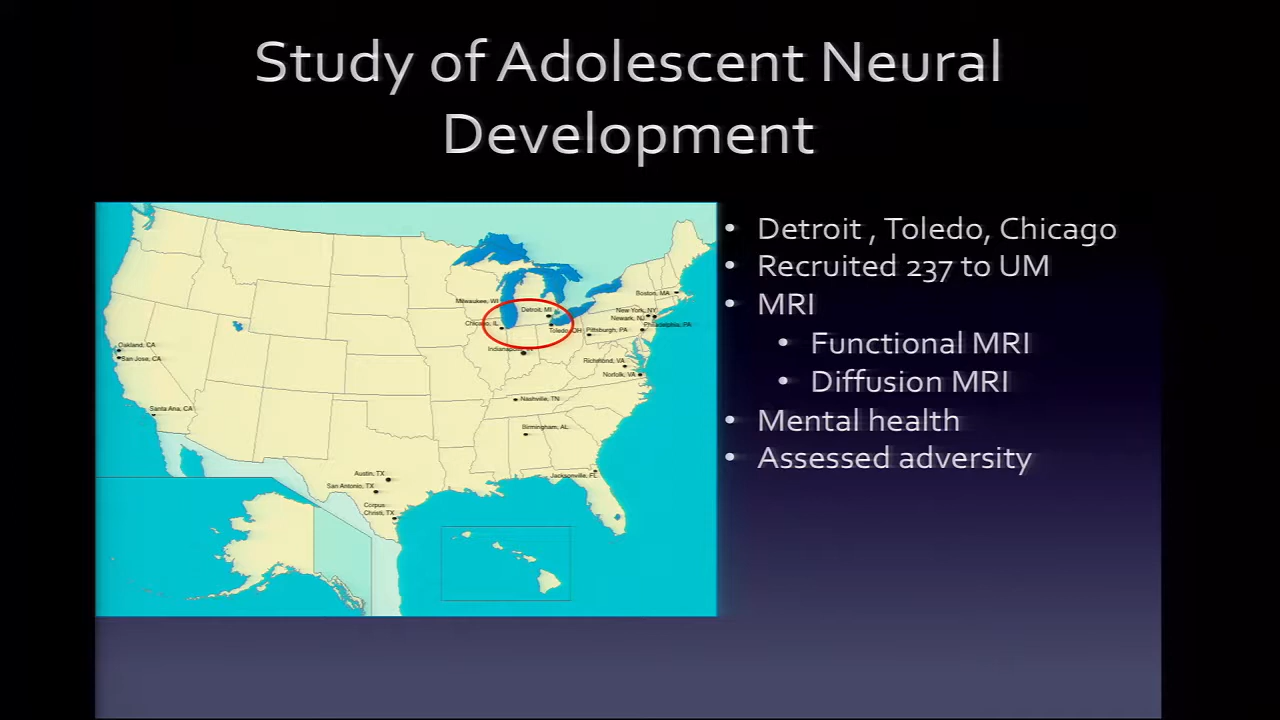 Study of Adolescent Neural
Development
• Detroit , Toledo, Chicago
• Recruited 237 to UM
• MRI
• Functional MRI
• Diffusion MRI
• Mental health
• Assessed adversity
Boston, MA
Milwaukee, WI
Detroit, MI
New York, NY
Newark, NJ
Philadelphia, PA
Chicago, IL
Toledo, OH
Pittsburgh, PA
Oakland, CA
San Jose, CA
Richmond, VA
Norfolk, VA
Nashville, TN
Santa Ana, CA
Birmingham, AL
Austin, TX
San Antonio, TX
Jacksonville, FL
Corpus
Christi, TX